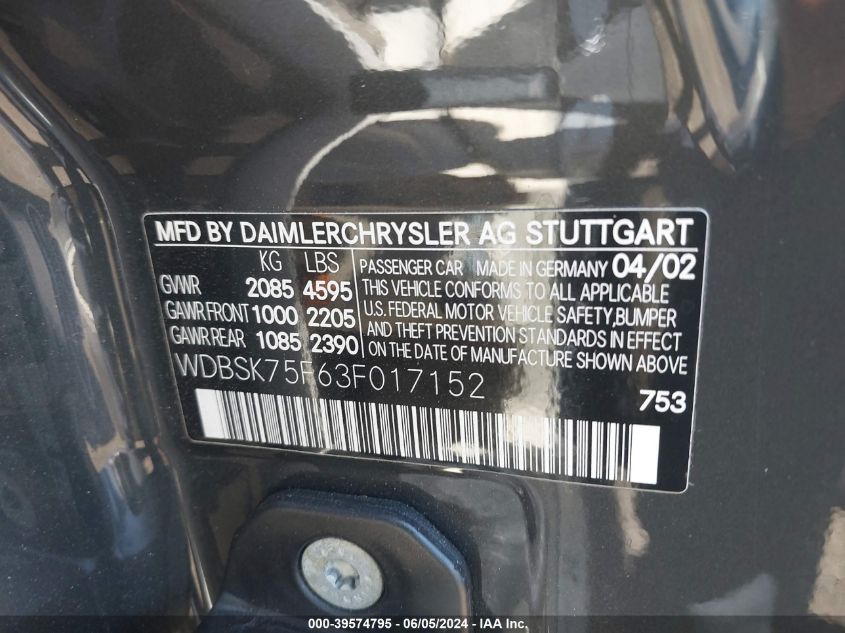 MFD BY DAIMLERCHRYSLER AG STUTTGART
KG LBS
GVWR 2085 4595
GAWR FRONT 1000 2205
GAWR REAR 1085 2390
PASSENGER CAR MADE IN GERMANY 04/02
THIS VEHICLE CONFORMS TO ALL APPLICABLE
U.S. FEDERAL MOTOR VEHICLE SAFETY, BUMPER
AND THEFT PREVENTION STANDARDS IN EFFECT
ON THE DATE OF MANUFACTURE SHOWN ABOVE
WDBSK75F63F017152
753
000-39574795 - 06/05/2024 - IAA Holdings, LLC